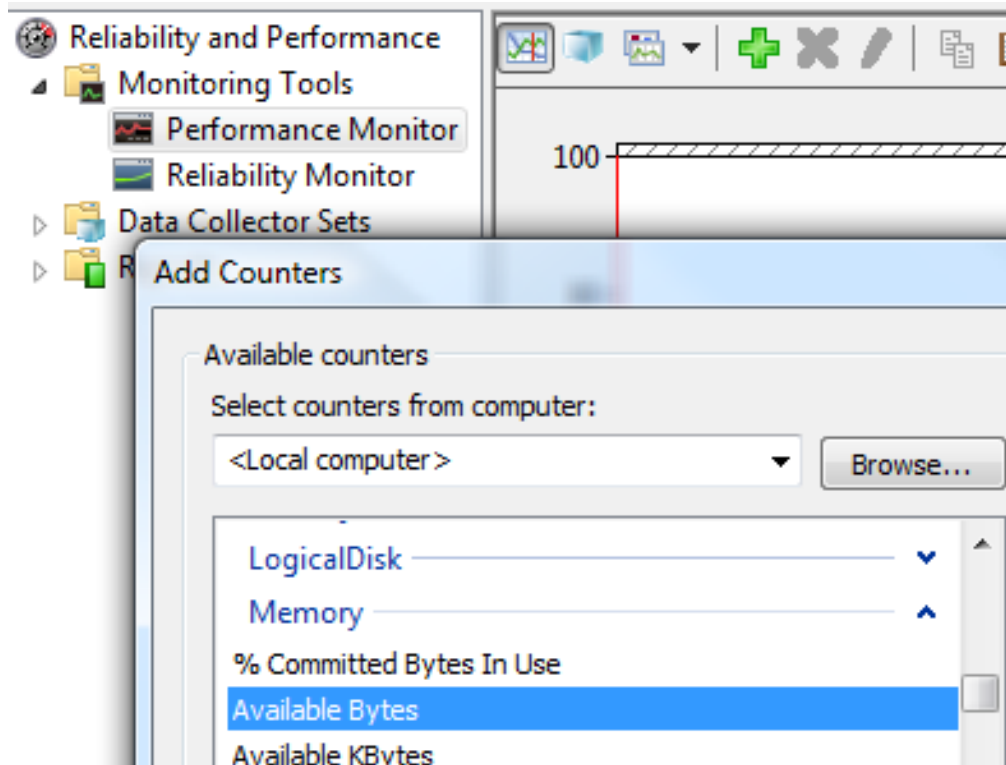 Reliability and Performance
Monitoring Tools
Performance Monitor
Reliability Monitor
Data Collector Sets
100
Add Counters
Available counters
Select counters from computer:
<Local computer>
Browse...
LogicalDisk
Memory
% Committed Bytes In Use
Available Bytes
Available KBytes